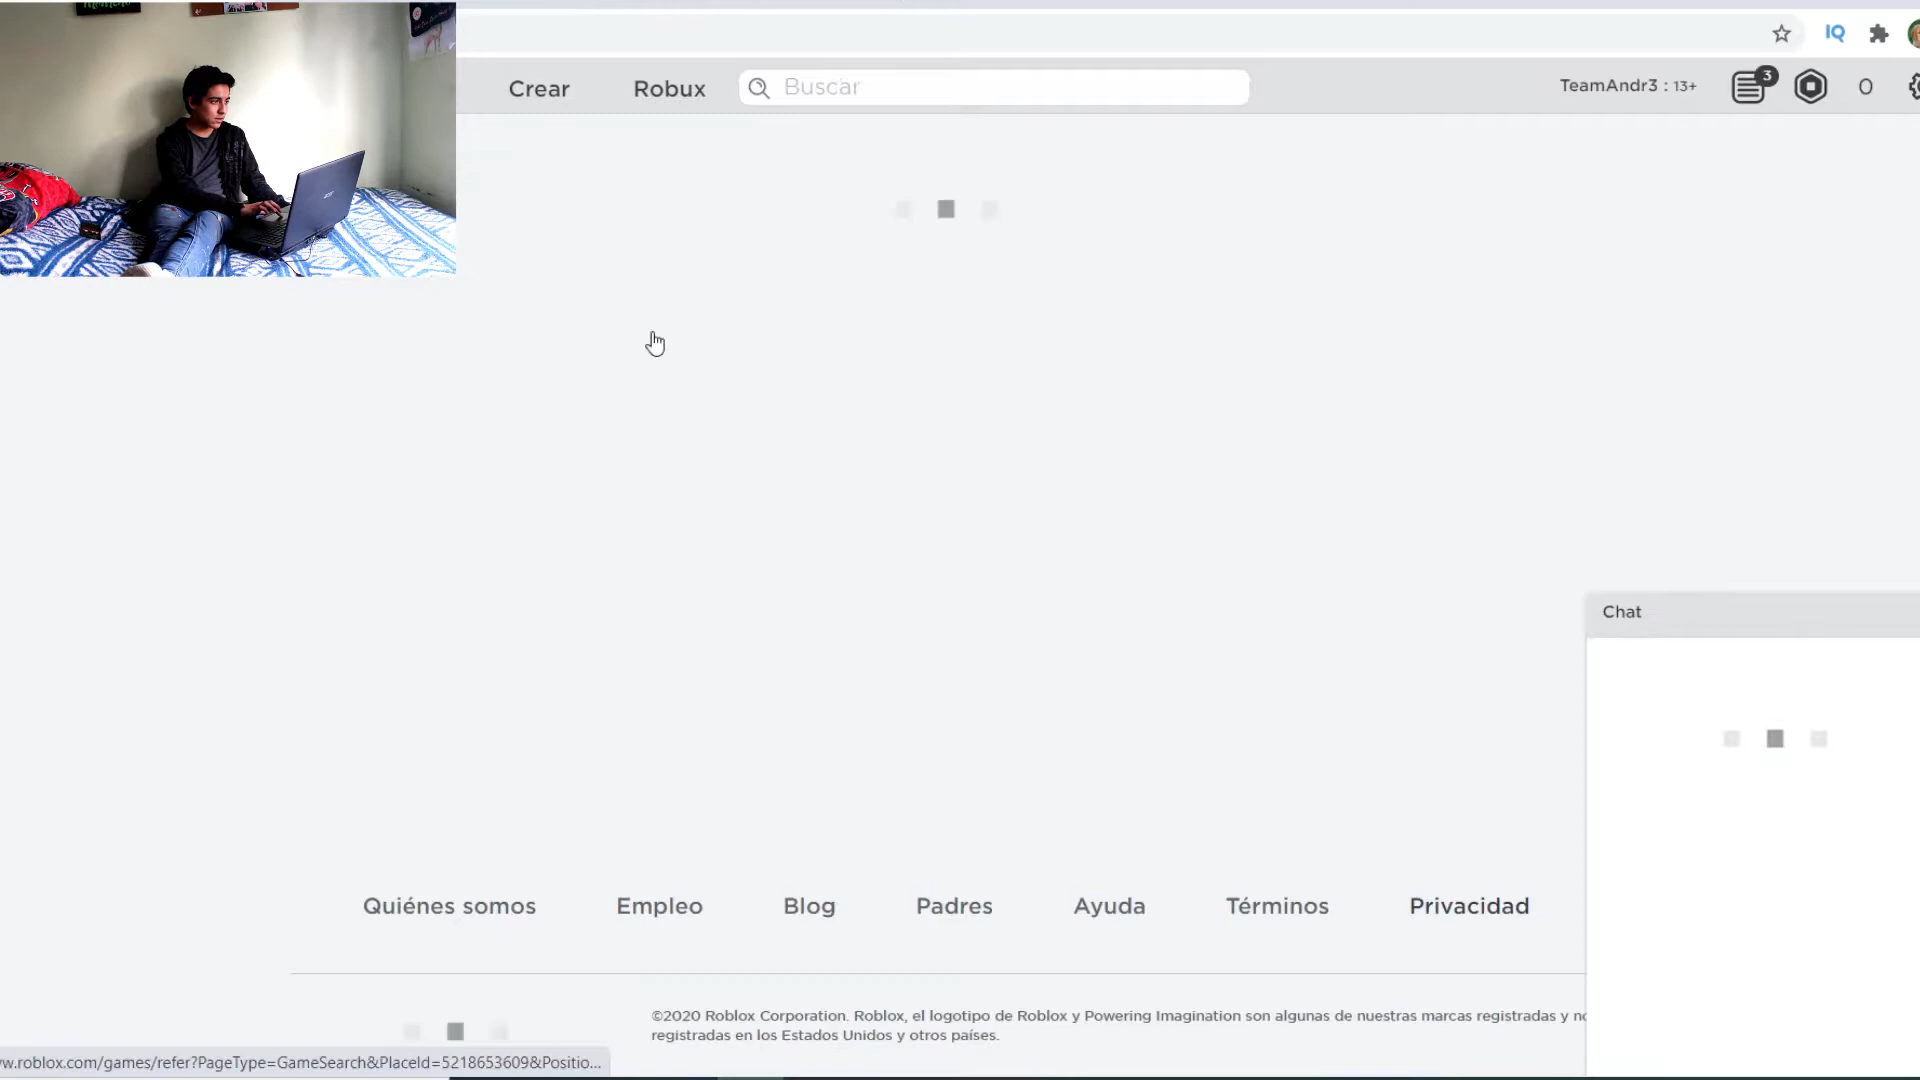 IQ
Crear Robux Buscar TeamAndr3 : 13+ 3 0
Chat
Quiénes somos Empleo Blog Padres Ayuda Términos Privacidad
©2020 Roblox Corporation. Roblox, el logotipo de Roblox y Powering Imagination son algunas de nuestras marcas registradas y no
registradas en los Estados Unidos y otros países.
w.roblox.com/games/refer?PageType=GameSearch&PlaceId=5218653609&Positio...
acer